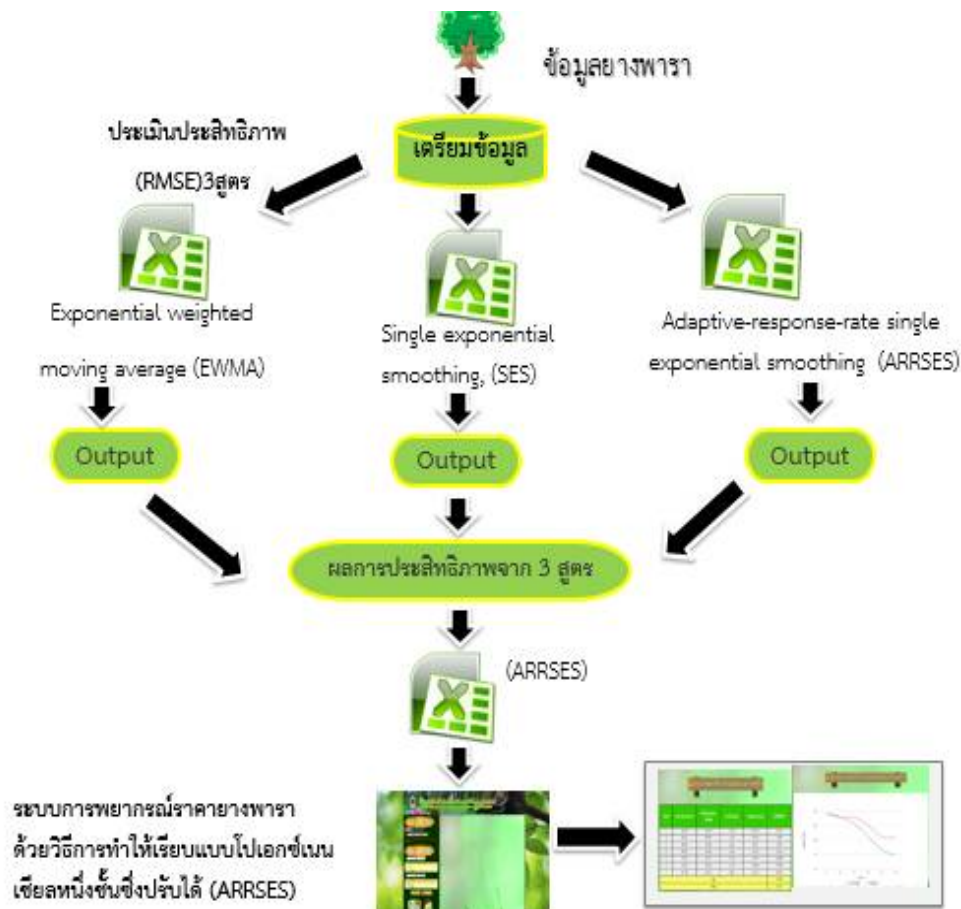 ข้อมูลยางพารา
เตรียมข้อมูล
ประเมินประสิทธิภาพ
(RMSE)3สูตร
Exponential weighted
moving average (EWMA)
Single exponential
smoothing, (SES)
Adaptive-response-rate single
exponential smoothing (ARRSES)
Output
Output
Output
ผลการประสิทธิภาพจาก 3 สูตร
(ARRSES)
ระบบการพยากรณ์ราคายางพารา
ด้วยวิธีการทำให้เรียบแบบโปเอกซ์เนน
เชียลหนึ่งชั้นซึ่งปรับได้ (ARRSES)